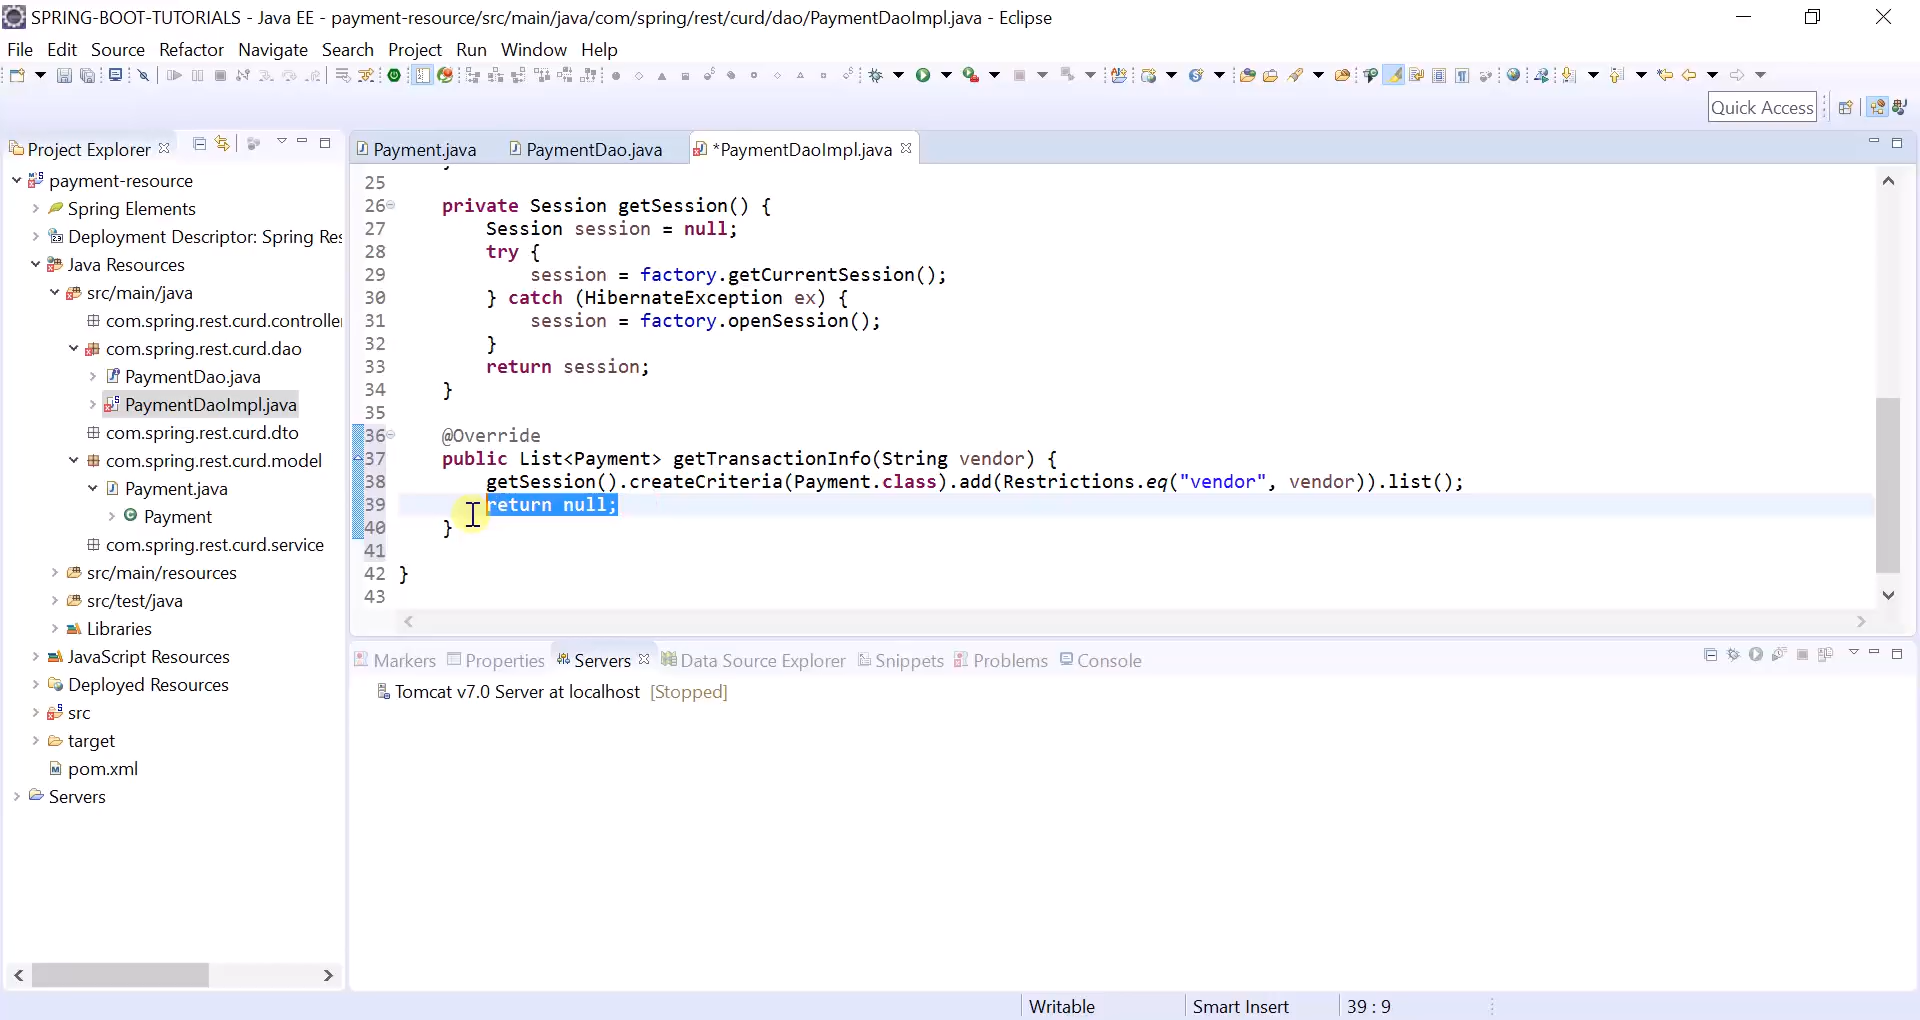 SPRING-BOOT-TUTORIALS - Java EE - payment-resource/src/main/java/com/spring/rest/curd/dao/PaymentDaoImpl.java - Eclipse
File Edit Source Refactor Navigate Search Project Run Window Help
Quick Access
Project Explorer
payment-resource
Spring Elements
Deployment Descriptor: Spring Res
Java Resources
src/main/java
com.spring.rest.curd.controller
com.spring.rest.curd.dao
PaymentDao.java
PaymentDaoImpl.java
com.spring.rest.curd.dto
com.spring.rest.curd.model
Payment.java
Payment
com.spring.rest.curd.service
src/main/resources
src/test/java
Libraries
JavaScript Resources
Deployed Resources
src
target
pom.xml
Servers
Payment.java PaymentDao.java *PaymentDaoImpl.java
25
26 private Session getSession() {
27 Session session = null;
28 try {
29 session = factory.getCurrentSession();
30 } catch (HibernateException ex) {
31 session = factory.openSession();
32 }
33 return session;
34 }
35
36 @Override
37 public List<Payment> getTransactionInfo(String vendor) {
38 getSession().createCriteria(Payment.class).add(Restrictions.eq("vendor", vendor)).list();
39 return null;
40 }
41
42 }
43
Markers Properties Servers Data Source Explorer Snippets Problems Console
Tomcat v7.0 Server at localhost [Stopped]
Writable Smart Insert 39 : 9